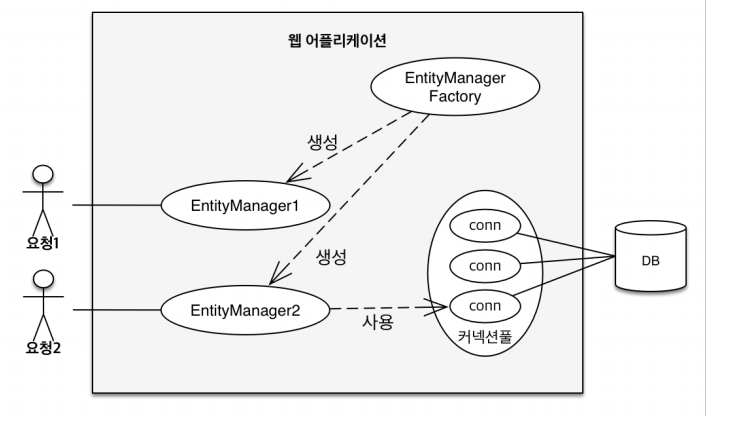 웹 어플리케이션
EntityManager
Factory
생성
EntityManager1
요청1
conn
conn
생성
DB
EntityManager2
conn
사용
커넥션풀
요청2